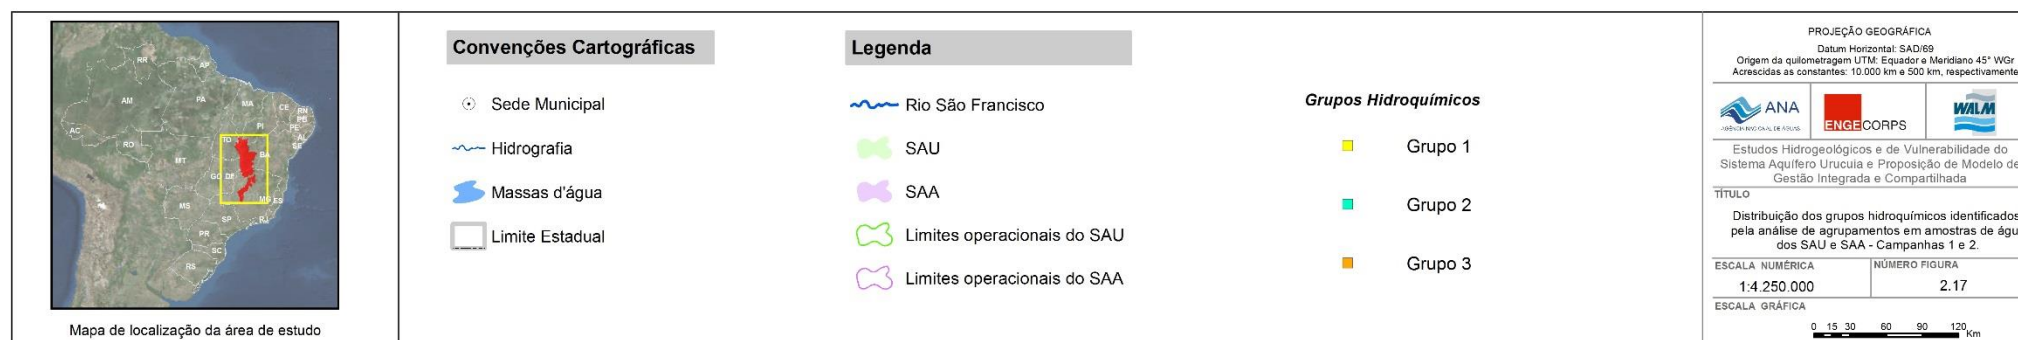 RR
AP
AM
PA
MA
CE
RN
PB
PE
AL
SE
PI
AC
RO
TO
BA
MT
GO
DF
MG
ES
MS
SP
RJ
PR
SC
RS
Mapa de localização da área de estudo
Convenções Cartográficas
Sede Municipal
Hidrografia
Massas d'água
Limite Estadual
Legenda
Rio São Francisco
SAU
SAA
Limites operacionais do SAU
Limites operacionais do SAA
Grupos Hidroquímicos
Grupo 1
Grupo 2
Grupo 3
PROJEÇÃO GEOGRÁFICA
Datum Horizontal: SAD/69
Origem da quilometragem UTM: Equador e Meridiano 45° WGr
Acrescidas as constantes: 10.000 km e 500 km, respectivamente
ANA
AGÊNCIA NACIONAL DE ÁGUAS
ENGECORPS
WALM
Estudos Hidrogeológicos e de Vulnerabilidade do
Sistema Aquífero Urucuia e Proposição de Modelo de
Gestão Integrada e Compartilhada
TÍTULO
Distribuição dos grupos hidroquímicos identificados
pela análise de agrupamentos em amostras de águ
dos SAU e SAA - Campanhas 1 e 2.
ESCALA NUMÉRICA
1:4.250.000
NÚMERO FIGURA
2.17
ESCALA GRÁFICA
0 15 30 60 90 120 Km